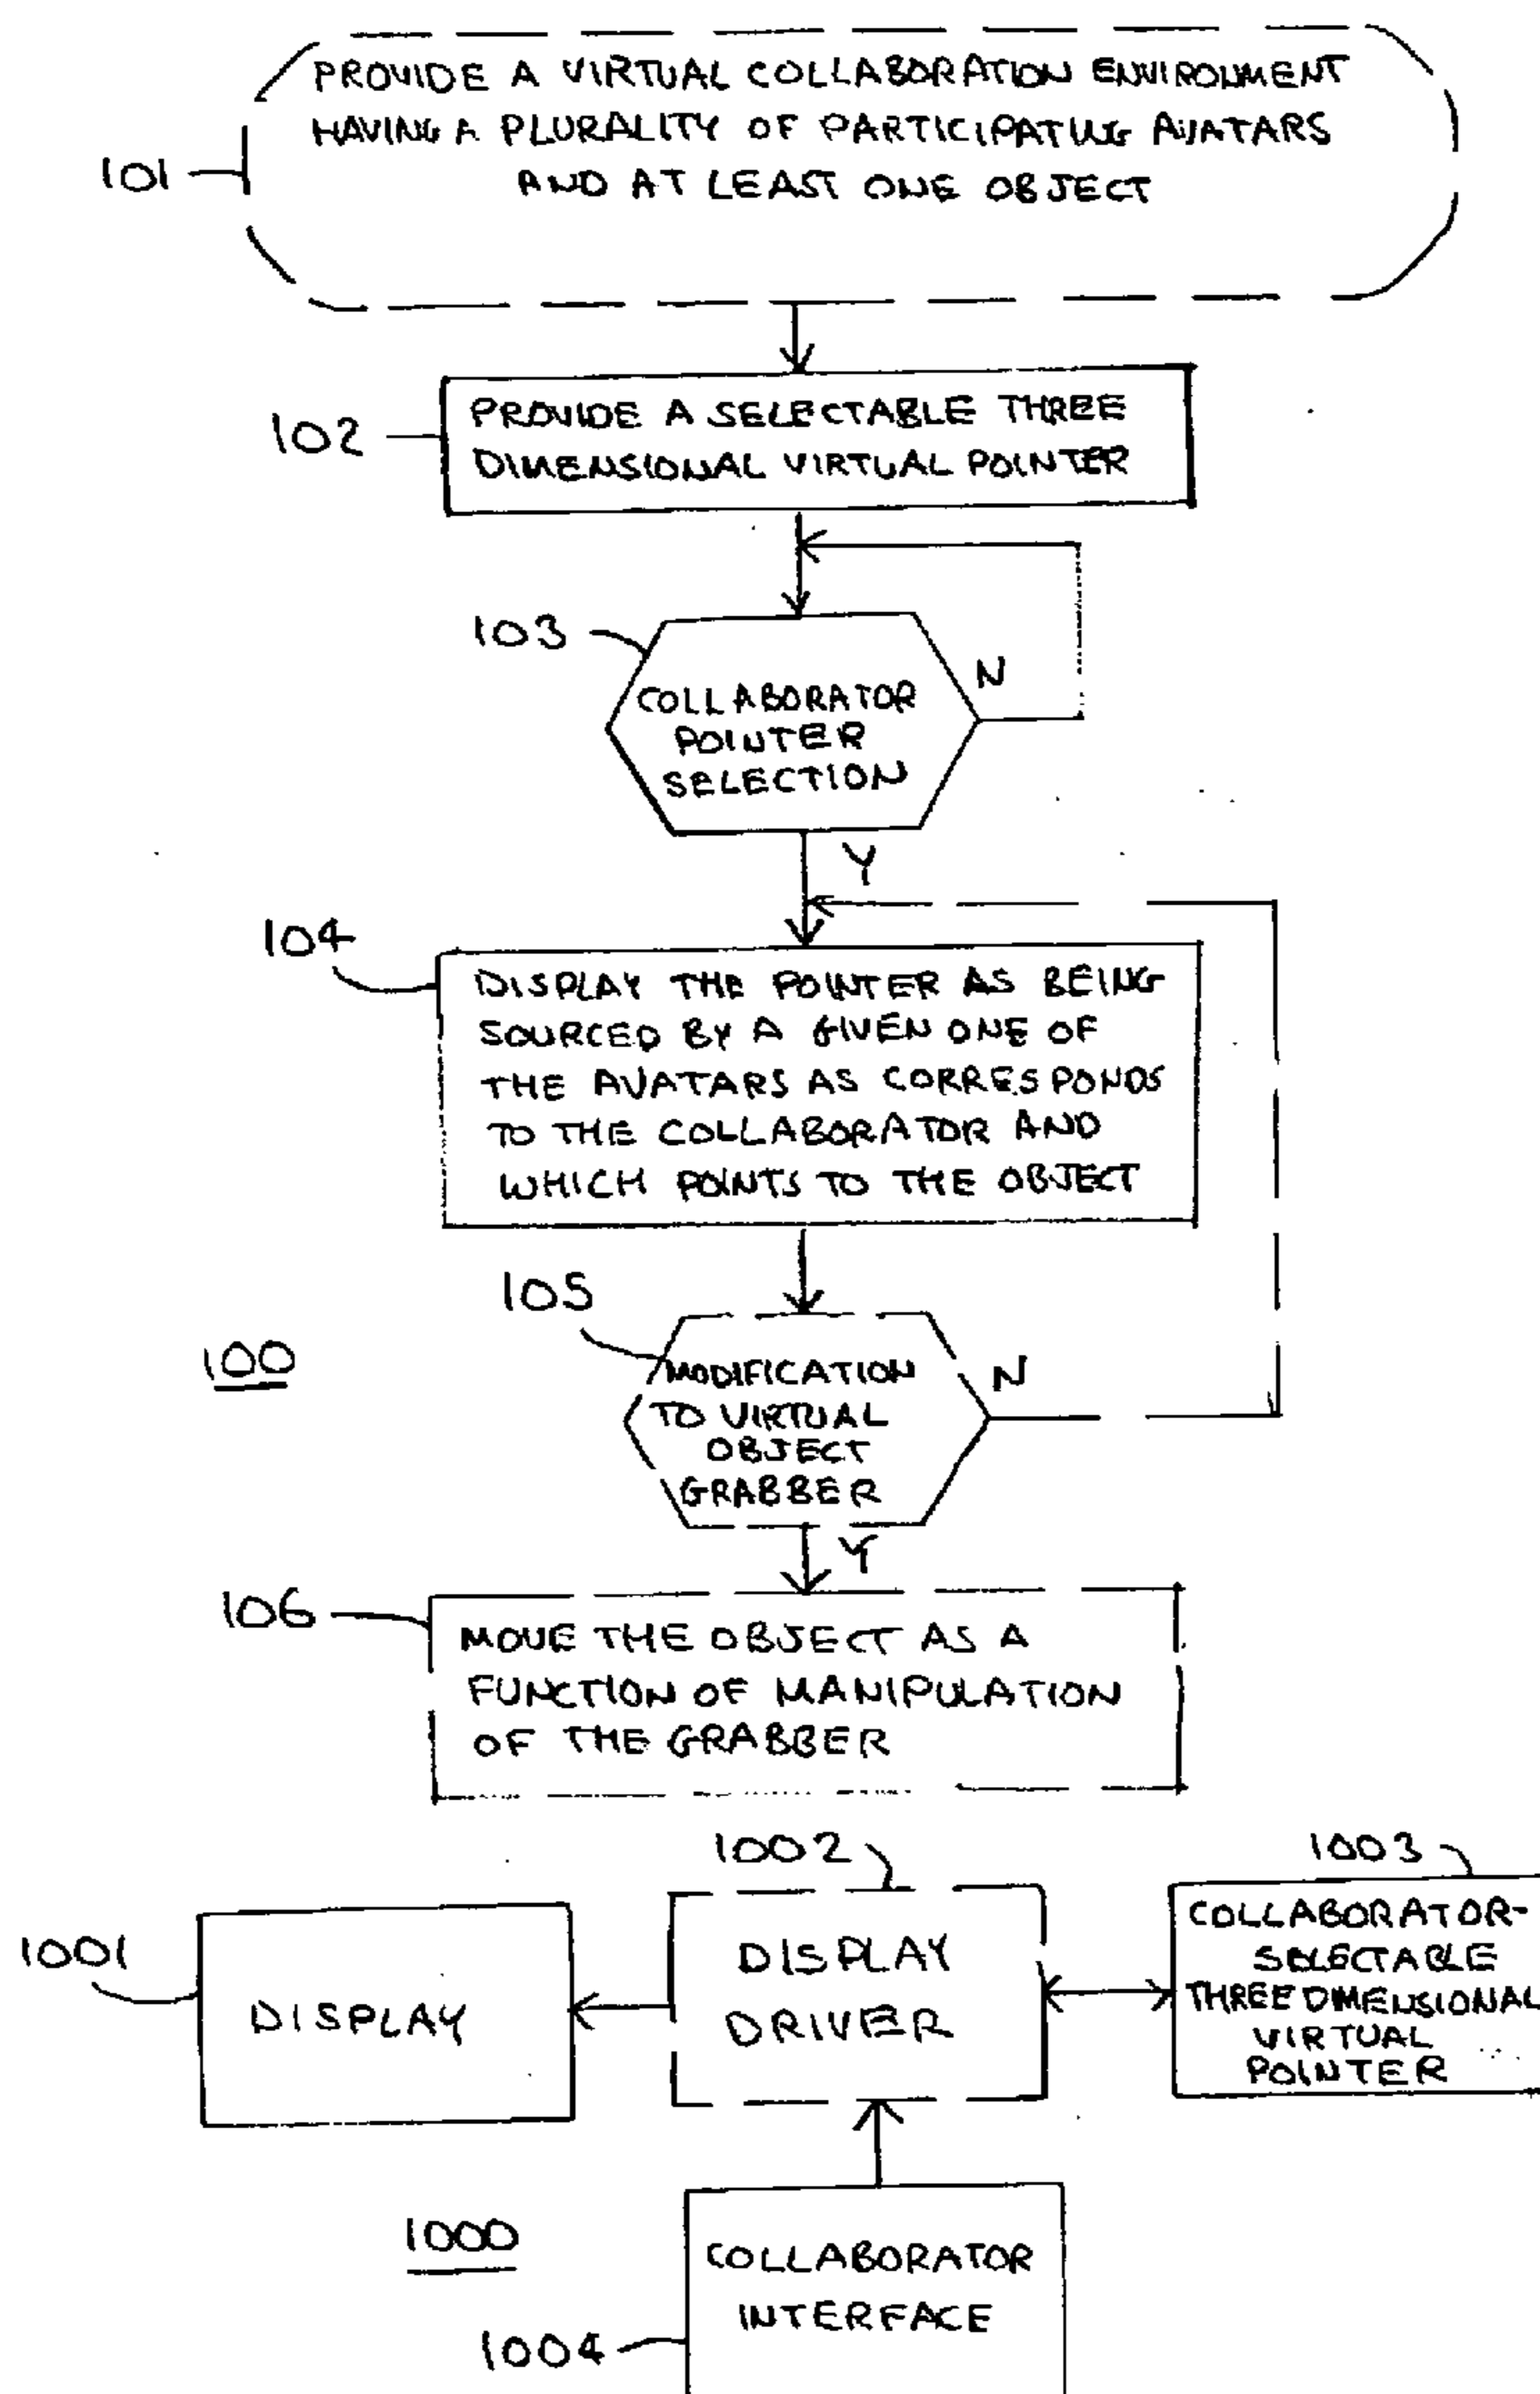 PROVIDE A VIRTUAL COLLABORATION ENVIRONMENT
HAVING A PLURALITY OF PARTICIPATING AVATARS
AND AT LEAST ONE OBJECT
101
102
PROVIDE A SELECTABLE THREE
DIMENSIONAL VIRTUAL POINTER
103
COLLABORATOR
POINTER
SELECTION
N
Y
104
DISPLAY THE POINTER AS BEING
SOURCED BY A GIVEN ONE OF
THE AVATARS AS CORRESPONDS
TO THE COLLABORATOR AND
WHICH POINTS TO THE OBJECT
105
100
MODIFICATION
TO VIRTUAL
OBJECT
GRABBER
N
Y
106
MOVE THE OBJECT AS A
FUNCTION OF MANIPULATION
OF THE GRABBER
1001
DISPLAY
1002
DISPLAY
DRIVER
1003
COLLABORATOR-
SELECTABLE
THREE DIMENSIONAL
VIRTUAL
POINTER
1000
COLLABORATOR
INTERFACE
1004